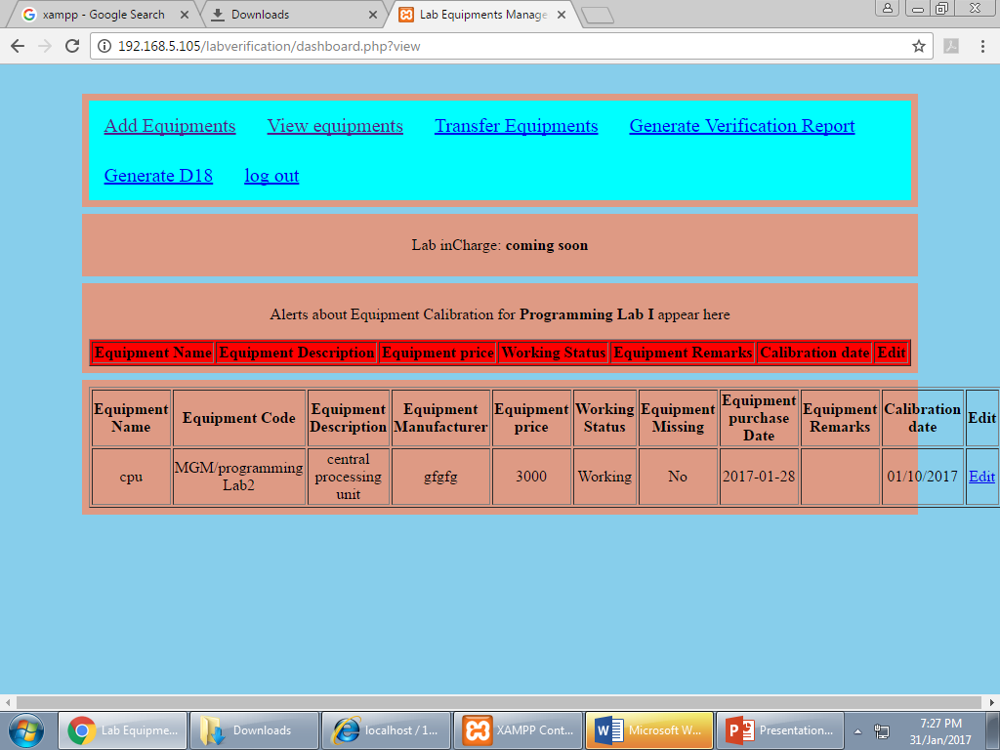 xampp - Google Search
Downloads
Lab Equipments Manage
192.168.5.105/labverification/dashboard.php?view
Add Equipments View equipments Transfer Equipments Generate Verification Report
Generate D18 log out
Lab inCharge: coming soon
Alerts about Equipment Calibration for Programming Lab I appear here
Equipment Name Equipment Description Equipment price Working Status Equipment Remarks Calibration date Edit
Equipment Name Equipment Code Equipment Description Equipment Manufacturer Equipment price Working Status Equipment Missing Equipment purchase Date Equipment Remarks Calibration date Edit
cpu MGM/programming Lab2 central processing unit gfgfg 3000 Working No 2017-01-28 01/10/2017 Edit
Lab Equipme...
Downloads
localhost / 1...
XAMPP Cont...
Microsoft W...
Presentation...
7:27 PM
31/Jan/2017